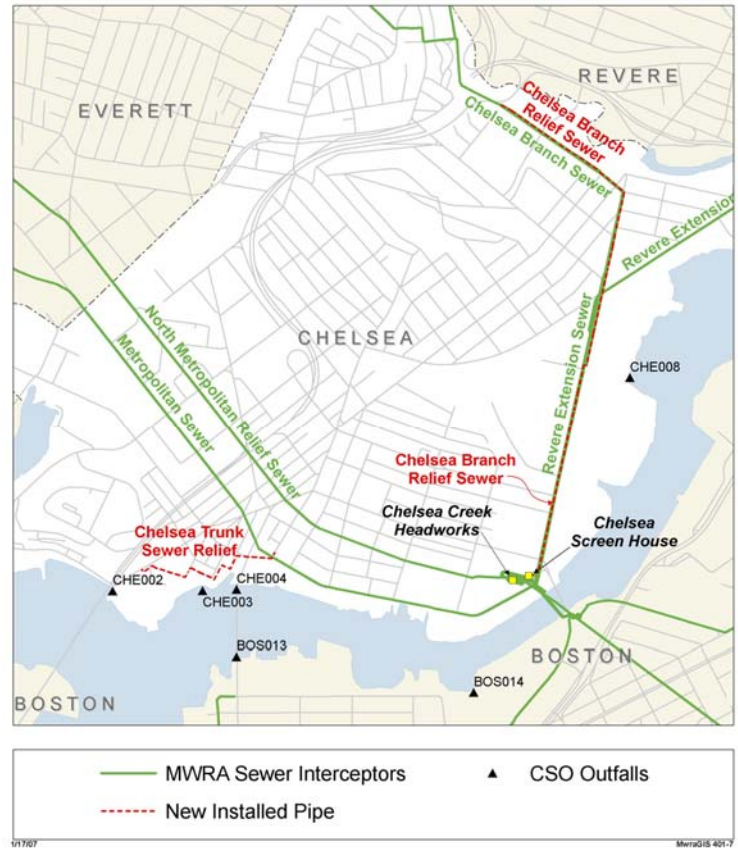 REVERE
EVERETT
Chelsea Branch
Relief Sewer
Chelsea Branch Sewer
Revere Extension
North Metropolitan Relief Sewer
Metropolitan Sewer
CHELSEA
Revere Extension Sewer
CHE008
Chelsea Branch
Relief Sewer
Chelsea Creek
Headworks
Chelsea
Screen House
Chelsea Trunk
Sewer Relief
CHE002
CHE004
CHE003
BOS013
BOSTON
BOS014
BOSTON
MWRA Sewer Interceptors
CSO Outfalls
New Installed Pipe
1/17/07
MwraGIS 401-7